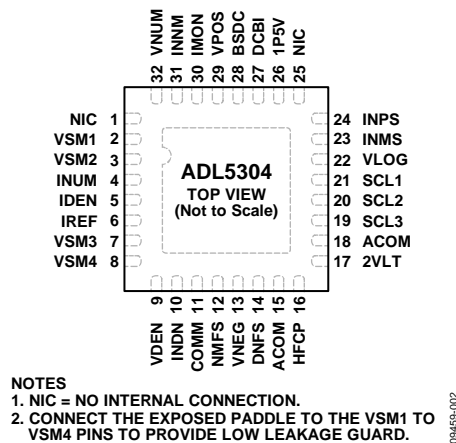 32 VNUM
31 INNM
30 IMON
29 VPOS
28 BSDC
27 DCBI
26 1P5V
25 NIC
NIC 1
VSM1 2
VSM2 3
INUM 4
IDEN 5
IREF 6
VSM3 7
VSM4 8
ADL5304
TOP VIEW
(Not to Scale)
24 INPS
23 INMS
22 VLOG
21 SCL1
20 SCL2
19 SCL3
18 ACOM
17 2VLT
VDEN 9
INDN 10
COMM 11
NMFS 12
VNEG 13
DNFS 14
ACOM 15
HFCP 16
NOTES
1. NIC = NO INTERNAL CONNECTION.
2. CONNECT THE EXPOSED PADDLE TO THE VSM1 TO
VSM4 PINS TO PROVIDE LOW LEAKAGE GUARD.
09459-002